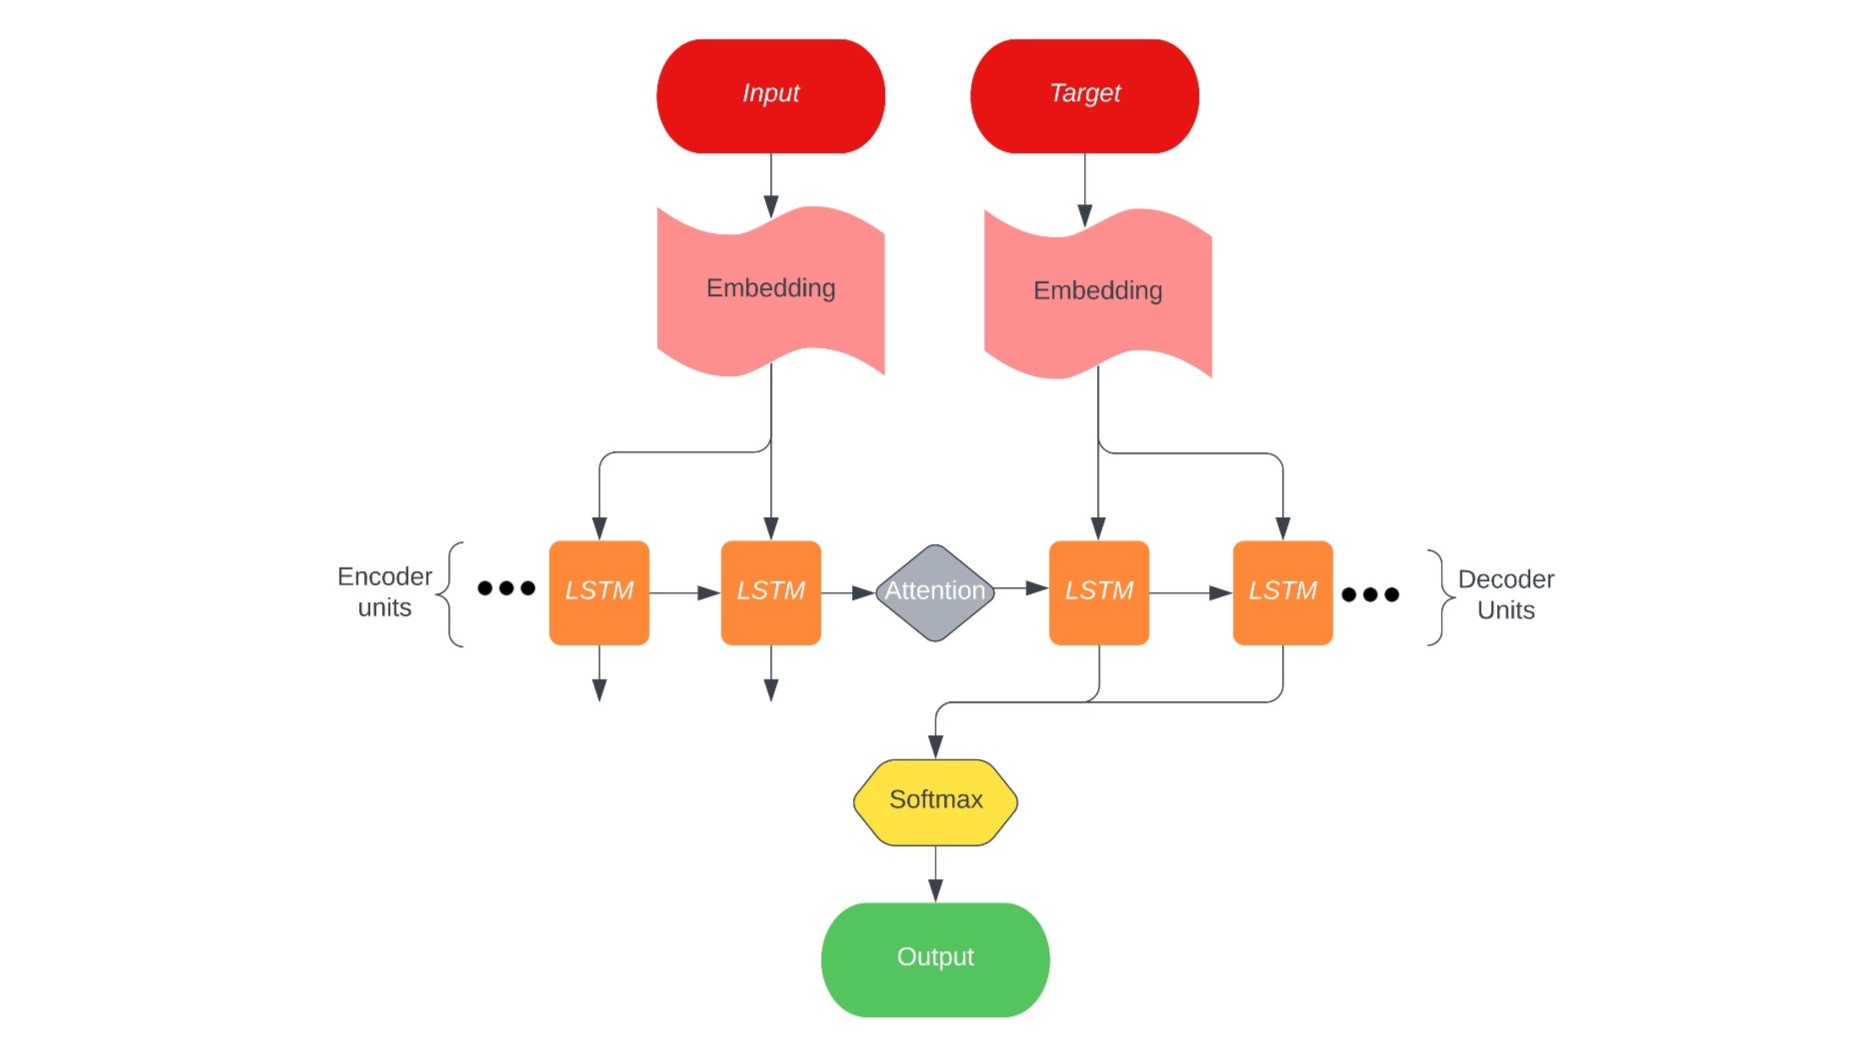 Input
Target
Embedding
Embedding
Encoder
units
LSTM
LSTM
Attention
LSTM
LSTM
Decoder
Units
Softmax
Output